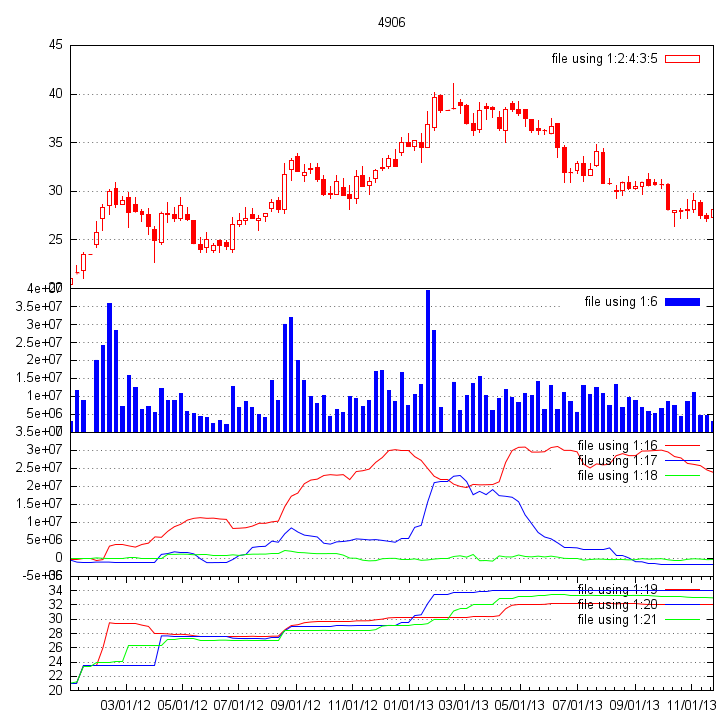 4906
45
file using 1:2:4:3:5
40
35
30
25
4e+07
file using 1:6
3.5e+07
3e+07
2.5e+07
2e+07
1.5e+07
1e+07
5e+06
3.5e+07
file using 1:16
3e+07
file using 1:17
2.5e+07
file using 1:18
2e+07
1.5e+07
1e+07
5e+06
0
-5e+06
34
file using 1:19
32
file using 1:20
30
file using 1:21
28
26
24
22
20
03/01/12 05/01/12 07/01/12 09/01/12 11/01/12 01/01/13 03/01/13 05/01/13 07/01/13 09/01/13 11/01/13